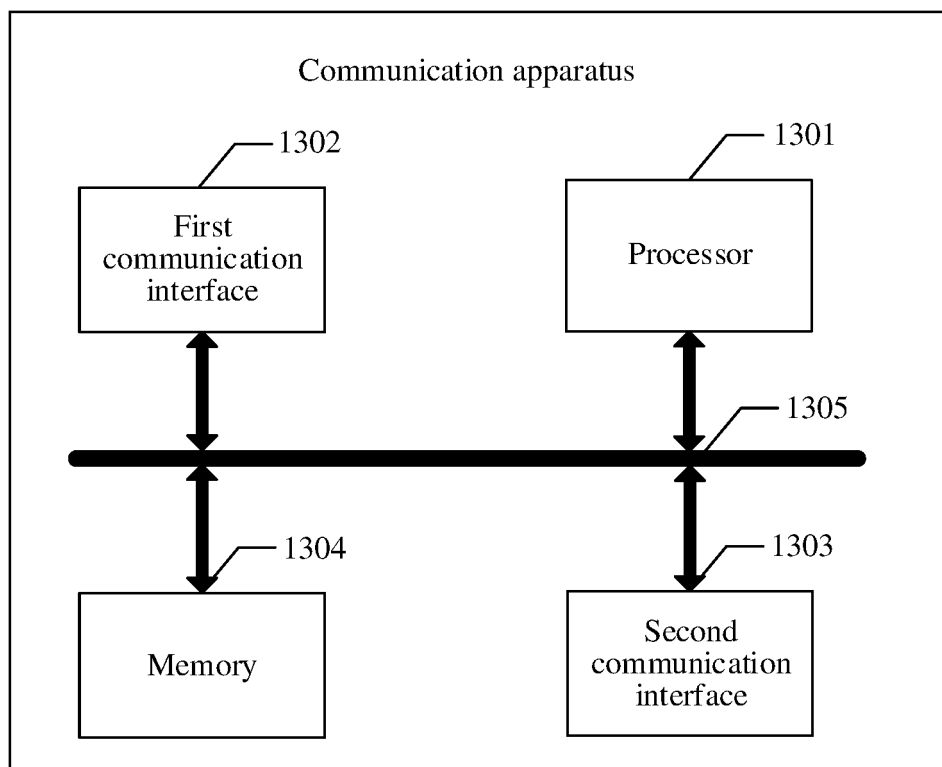 Communication apparatus
1302
1301
First
communication
interface
Processor
1305
1304
1303
Memory
Second
communication
interface